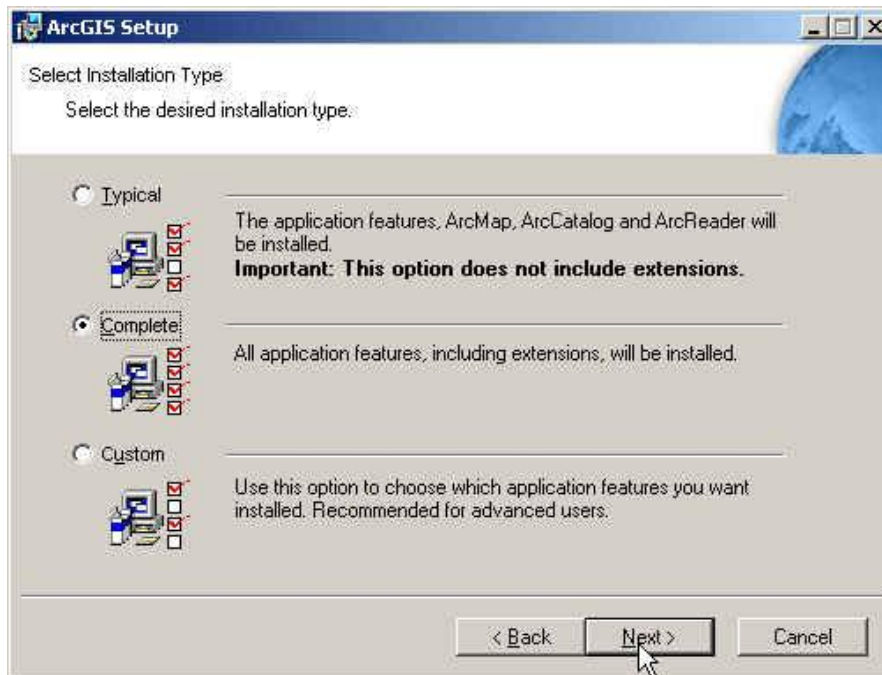 ArcGIS Setup
Select Installation Type
Select the desired installation type.
Typical
The application features, ArcMap, ArcCatalog and ArcReader will
be installed.
Important: This option does not include extensions.
Complete
All application features, including extensions, will be installed.
Custom
Use this option to choose which application features you want
installed. Recommended for advanced users.
< Back Next > Cancel